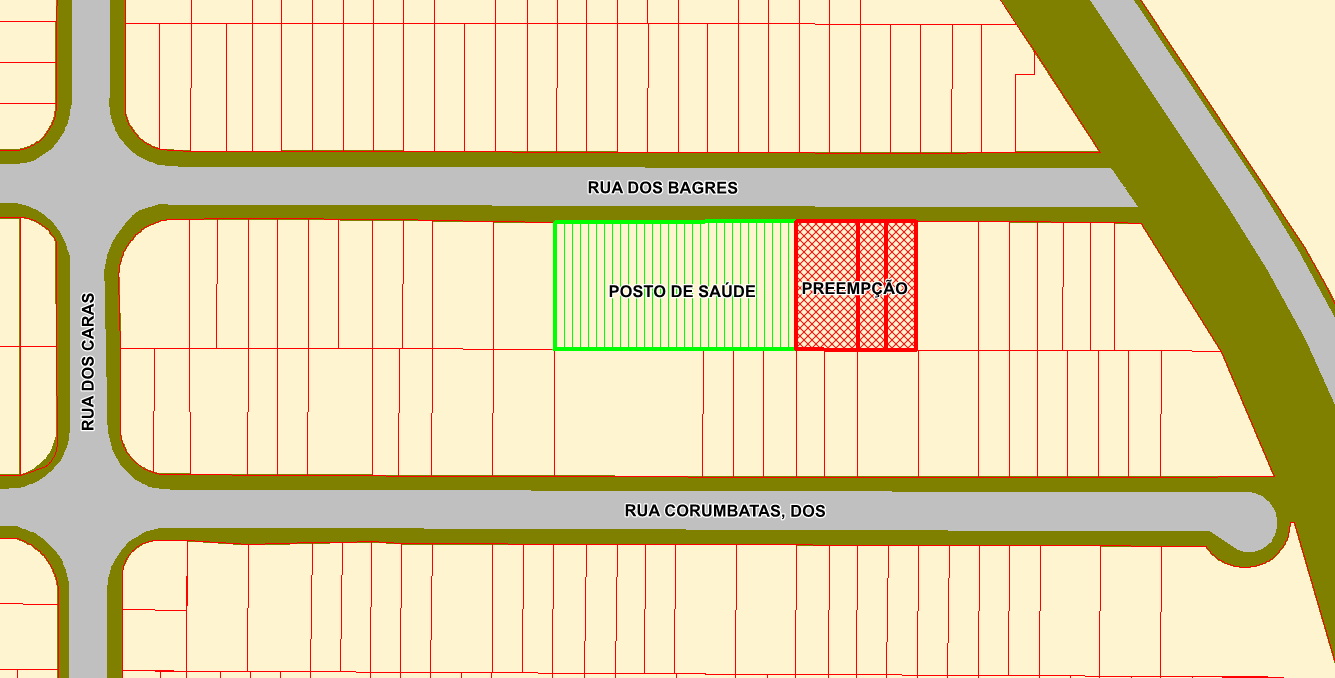 RUA DOS BAGRES
POSTO DE SAÚDE
PREEMPÇÃO
RUA DOS CARAS
RUA CORUMBATAS, DOS